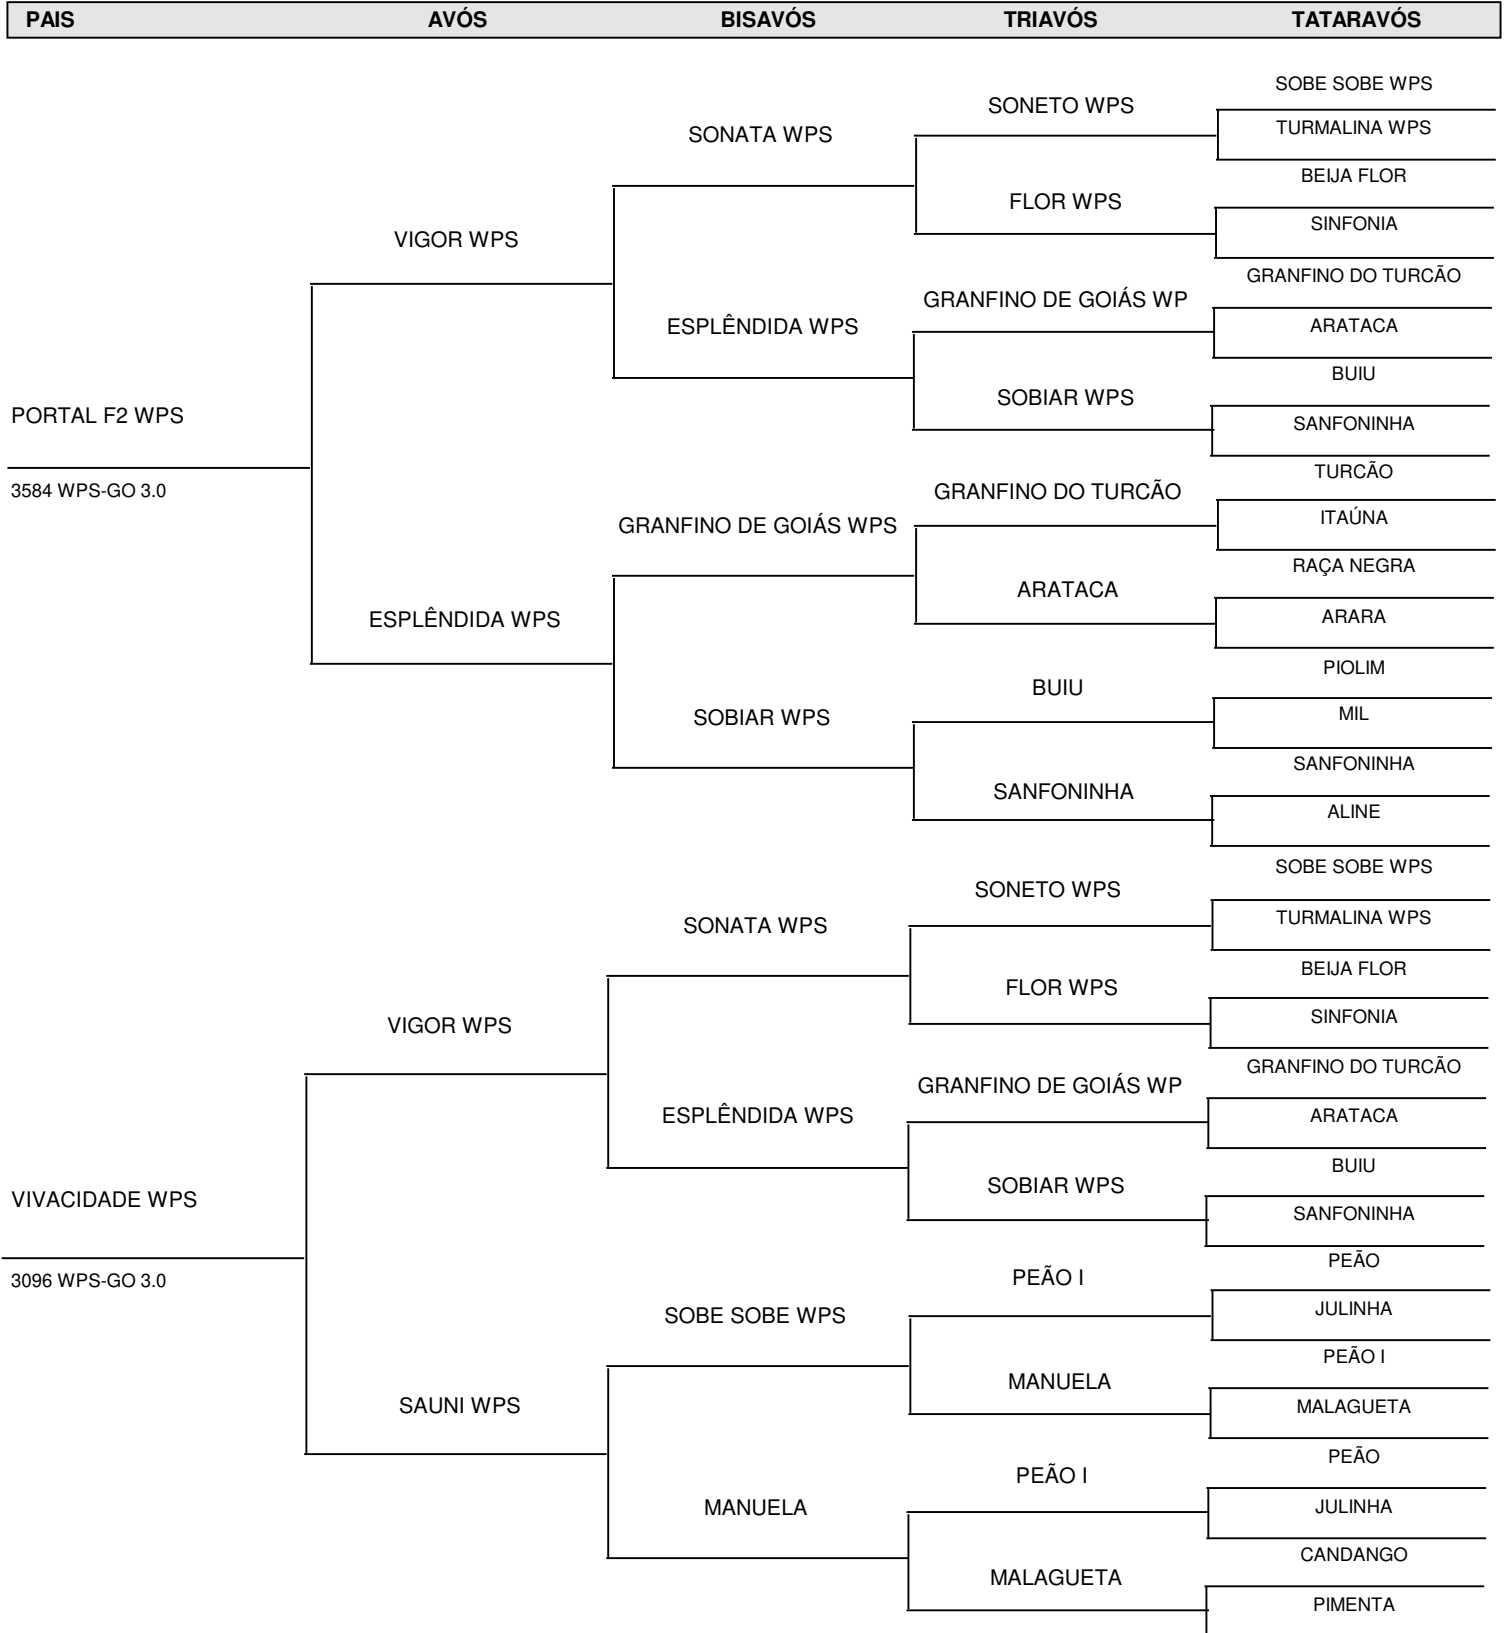 PAIS AVÓS BISAVÓS TRIAVÓS TATARAVÓS
SOBE SOBE WPS
SONETO WPS
TURMALINA WPS
SONATA WPS
BEIJA FLOR
FLOR WPS
SINFONIA
VIGOR WPS
GRANFINO DO TURCÃO
GRANFINO DE GOIÁS WP
ARATACA
ESPLÊNDIDA WPS
BUIU
SOBIAR WPS
SANFONINHA
PORTAL F2 WPS
TURCÃO
3584 WPS-GO 3.0
GRANFINO DO TURCÃO
ITAÚNA
GRANFINO DE GOIÁS WPS
RAÇA NEGRA
ARATACA
ARARA
ESPLÊNDIDA WPS
PIOLIM
BUIU
MIL
SOBIAR WPS
SANFONINHA
SANFONINHA
ALINE
SOBE SOBE WPS
SONETO WPS
TURMALINA WPS
SONATA WPS
BEIJA FLOR
FLOR WPS
SINFONIA
VIGOR WPS
GRANFINO DO TURCÃO
GRANFINO DE GOIÁS WP
ARATACA
ESPLÊNDIDA WPS
BUIU
SOBIAR WPS
SANFONINHA
VIVACIDADE WPS
PEÃO
3096 WPS-GO 3.0
PEÃO I
JULINHA
SOBE SOBE WPS
PEÃO I
MANUELA
MALAGUETA
SAUNI WPS
PEÃO
PEÃO I
JULINHA
MANUELA
CANDANGO
MALAGUETA
PIMENTA